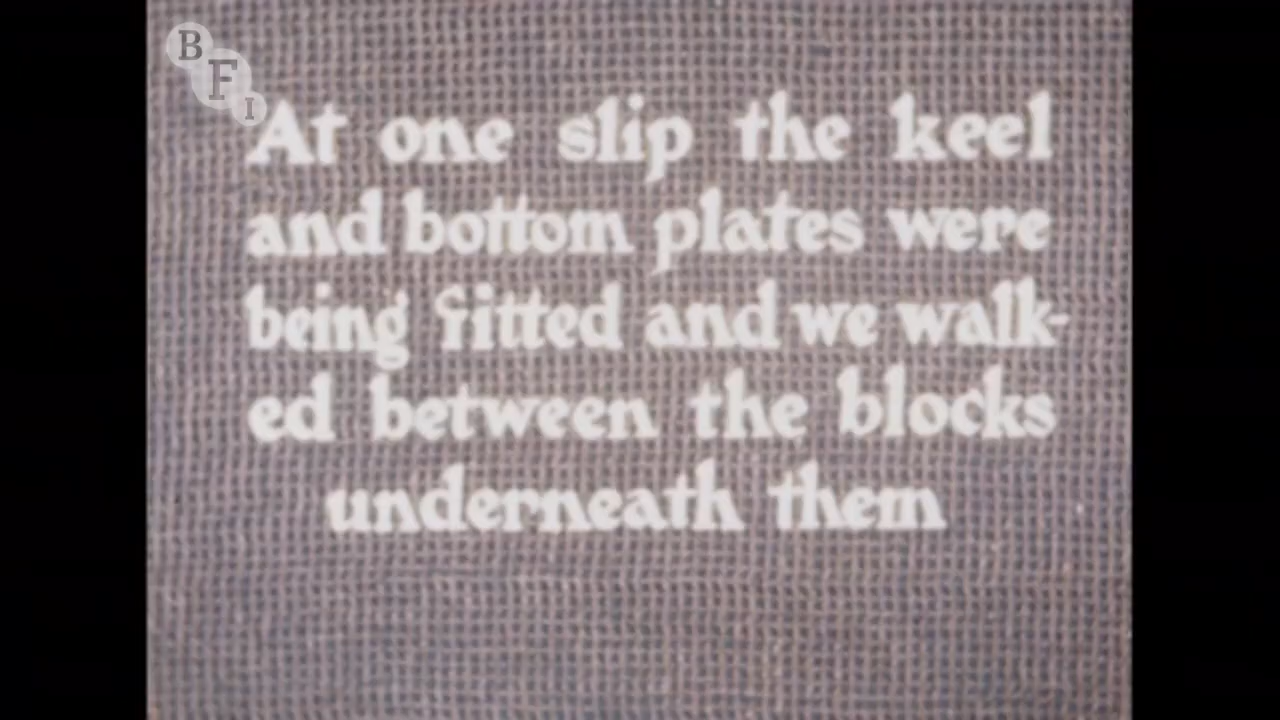 BFI
At one slip the keel
and bottom plates were
being fitted and we walk-
ed between the blocks
underneath them